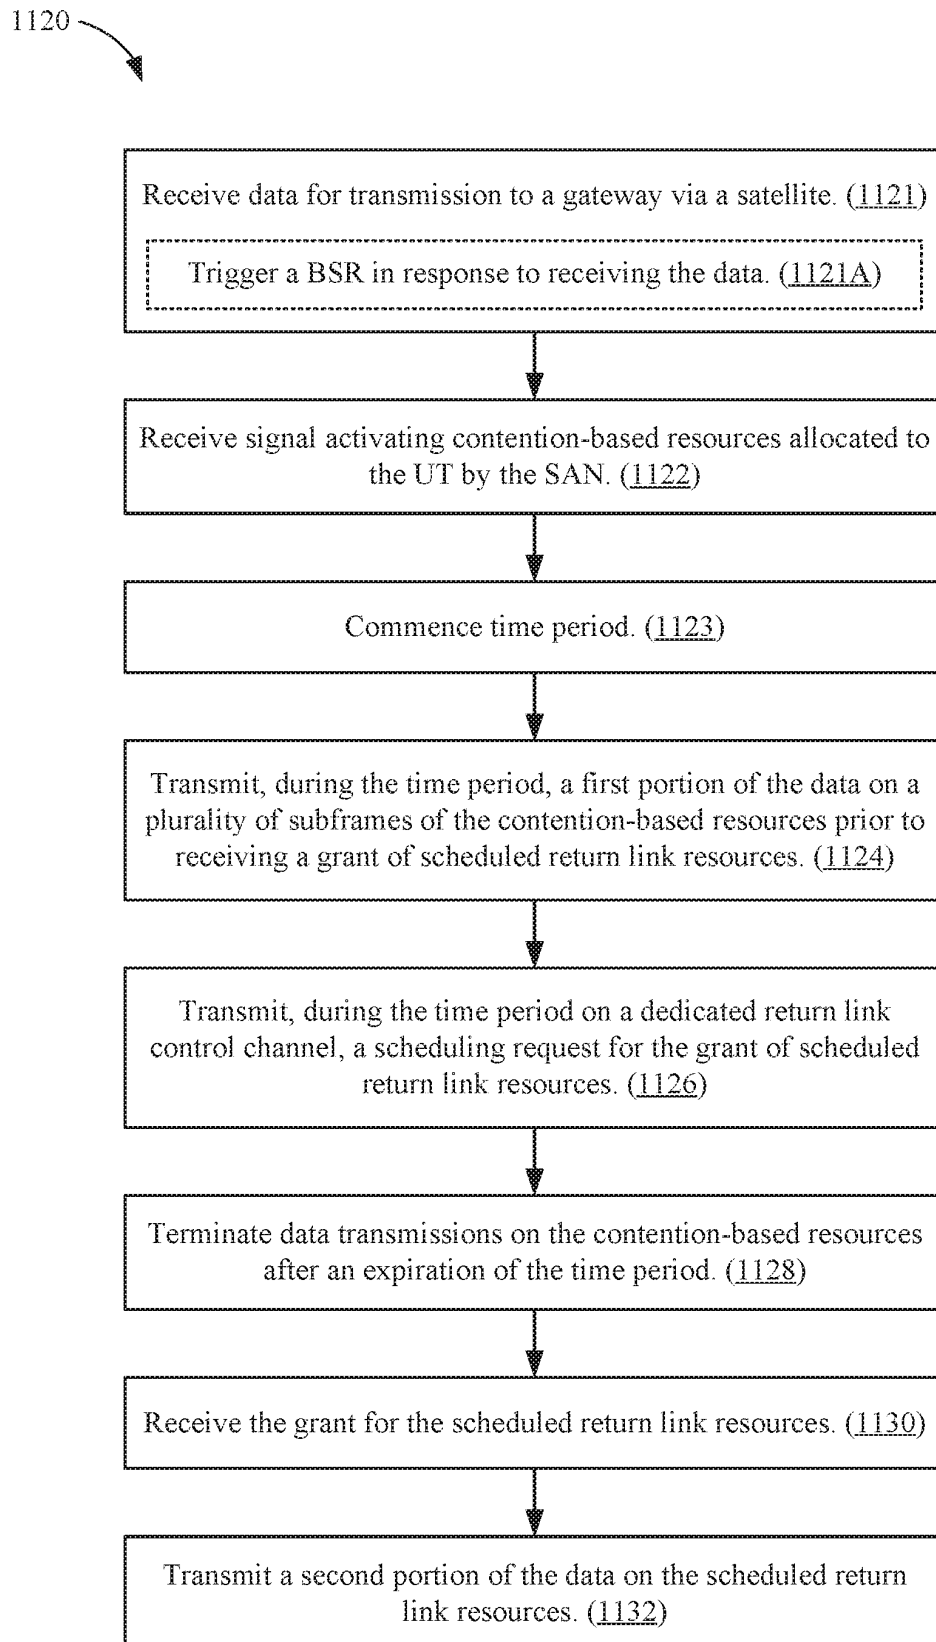 1120
Receive data for transmission to a gateway via a satellite. (1121)
Trigger a BSR in response to receiving the data. (1121A)
Receive signal activating contention-based resources allocated to
the UT by the SAN. (1122)
Commence time period. (1123)
Transmit, during the time period, a first portion of the data on a
plurality of subframes of the contention-based resources prior to
receiving a grant of scheduled return link resources. (1124)
Transmit, during the time period on a dedicated return link
control channel, a scheduling request for the grant of scheduled
return link resources. (1126)
Terminate data transmissions on the contention-based resources
after an expiration of the time period. (1128)
Receive the grant for the scheduled return link resources. (1130)
Transmit a second portion of the data on the scheduled return
link resources. (1132)